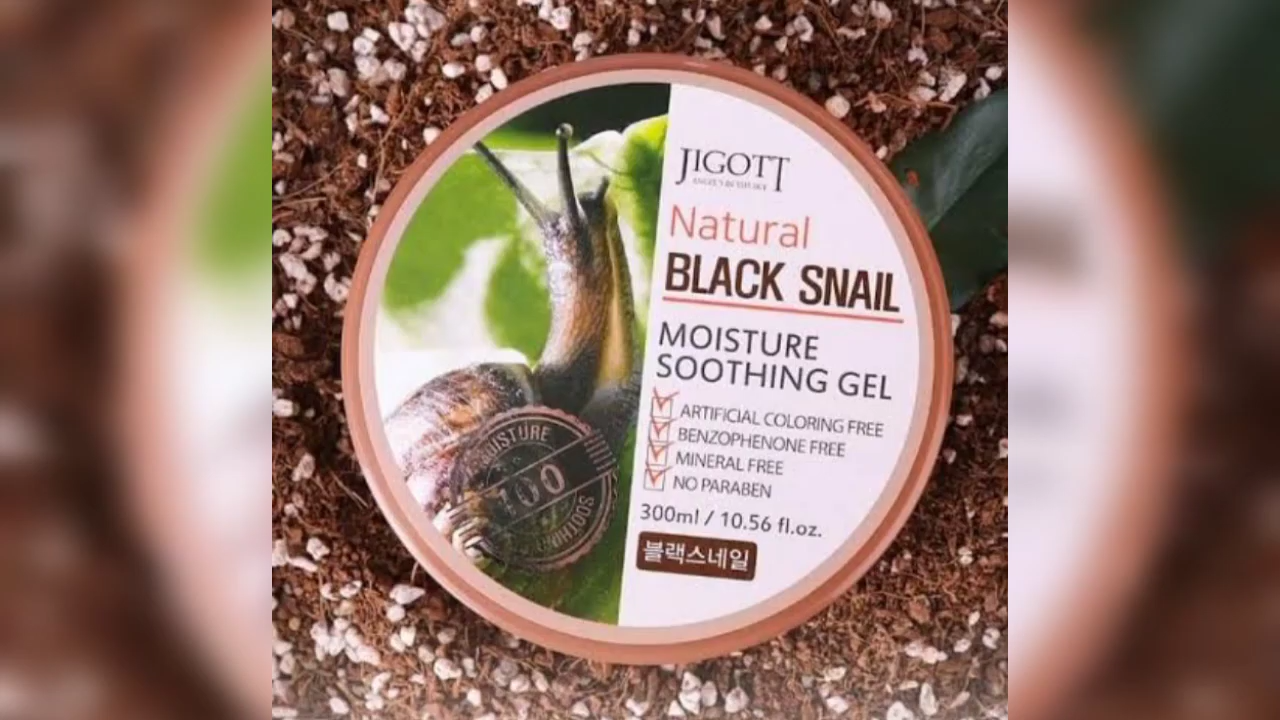 JIGOTT
Natural
BLACK SNAIL
MOISTURE
SOOTHING GEL
ARTIFICIAL COLORING FREE
BENZOPHENONE FREE
MINERAL FREE
NO PARABEN
300ml / 10.56 fl.oz.
블랙스네일
MOISTURE
100
SOOTHING